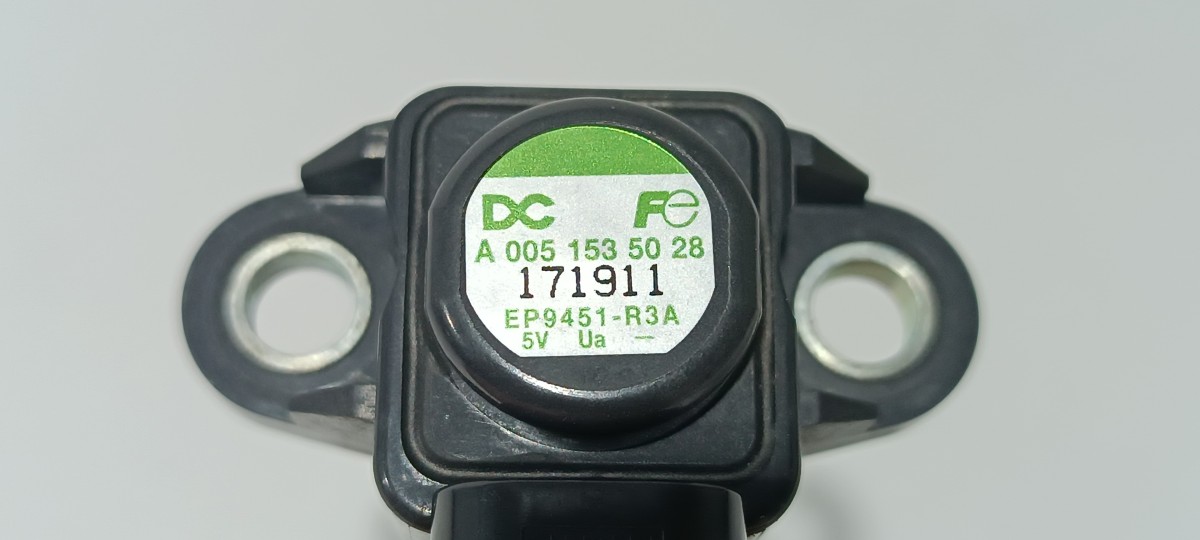 DC Fe
A 005 153 50 28
171911
EP9451-R3A
5V Ua —